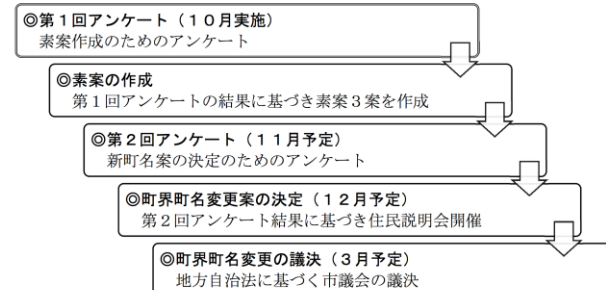 ◎第１回アンケート（１０月実施）
素案作成のためのアンケート
◎素案の作成
第１回アンケートの結果に基づき素案３案を作成
◎第２回アンケート（１１月予定）
新町名案の決定のためのアンケート
◎町界町名変更案の決定（１２月予定）
第２回アンケート結果に基づき住民説明会開催
◎町界町名変更の議決（３月予定）
地方自治法に基づく市議会の議決